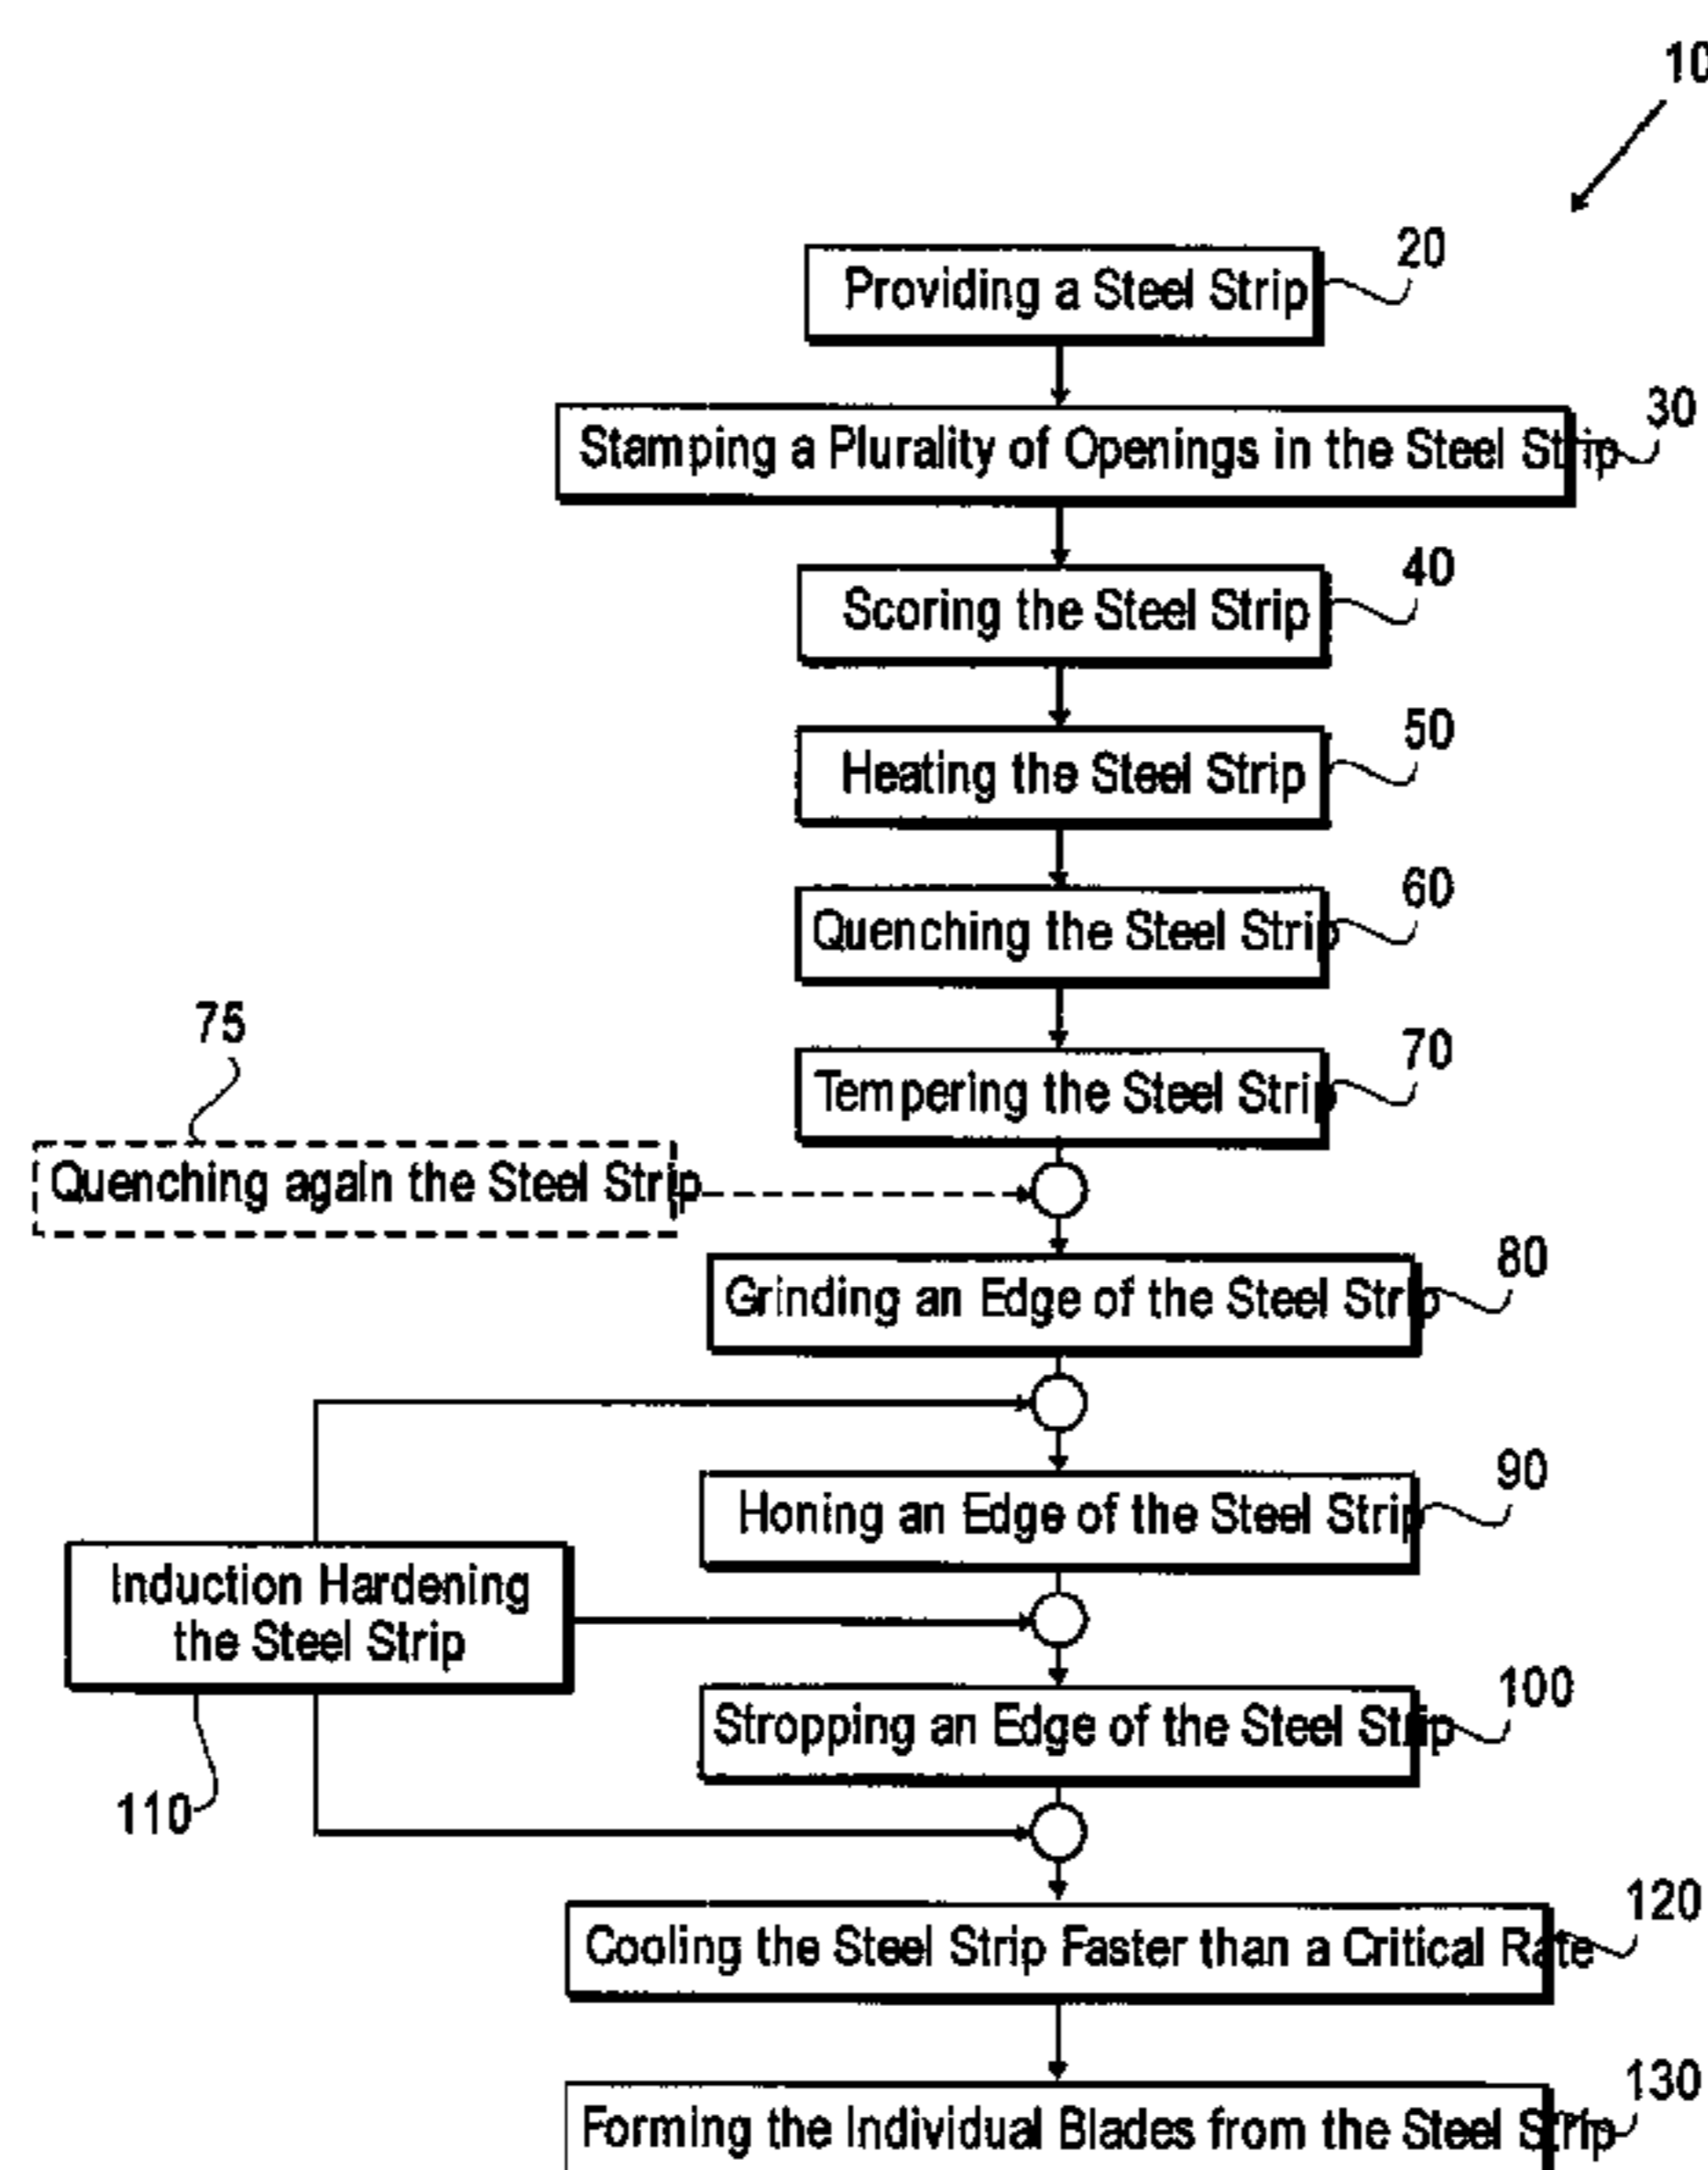 10
Providing a Steel Strip
20
Stamping a Plurality of Openings in the Steel Strip
30
Scoring the Steel Strip
40
Heating the Steel Strip
50
Quenching the Steel Strip
60
Tempering the Steel Strip
70
75
Quenching again the Steel Strip
Grinding an Edge of the Steel Strip
80
Honing an Edge of the Steel Strip
90
Induction Hardening
the Steel Strip
110
Stropping an Edge of the Steel Strip
100
Cooling the Steel Strip Faster than a Critical Rate
120
Forming the Individual Blades from the Steel Strip
130